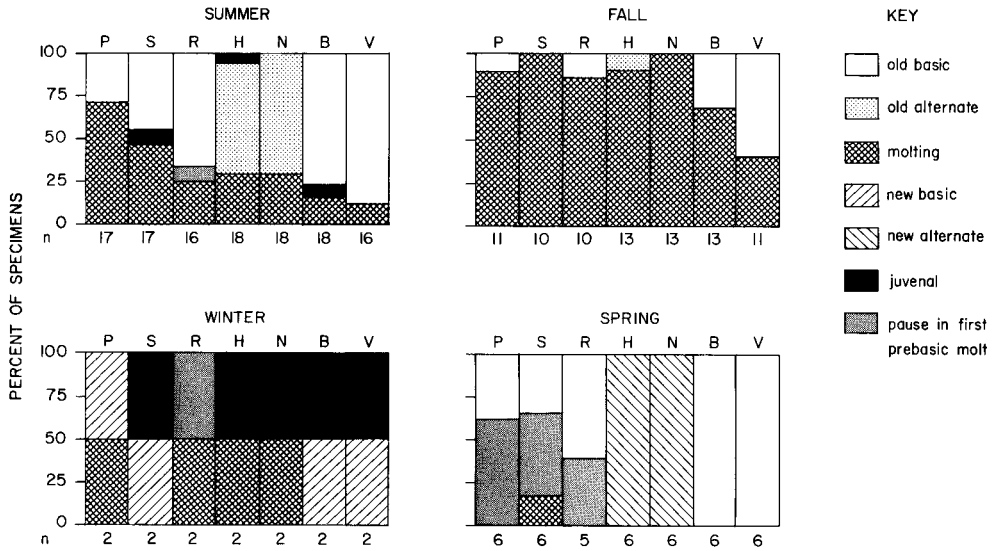 SUMMER
P S R H N B V
100
75
50
25
0
n 17 17 16 18 18 18 16
FALL
P S R H N B V
11 10 10 13 13 13 11
KEY
old basic
old alternate
molting
new basic
new alternate
juvenal
pause in first
prebasic molt
PERCENT OF SPECIMENS
WINTER
P S R H N B V
100
75
50
25
0
n 2 2 2 2 2 2 2
SPRING
P S R H N B V
6 6 5 6 6 6 6